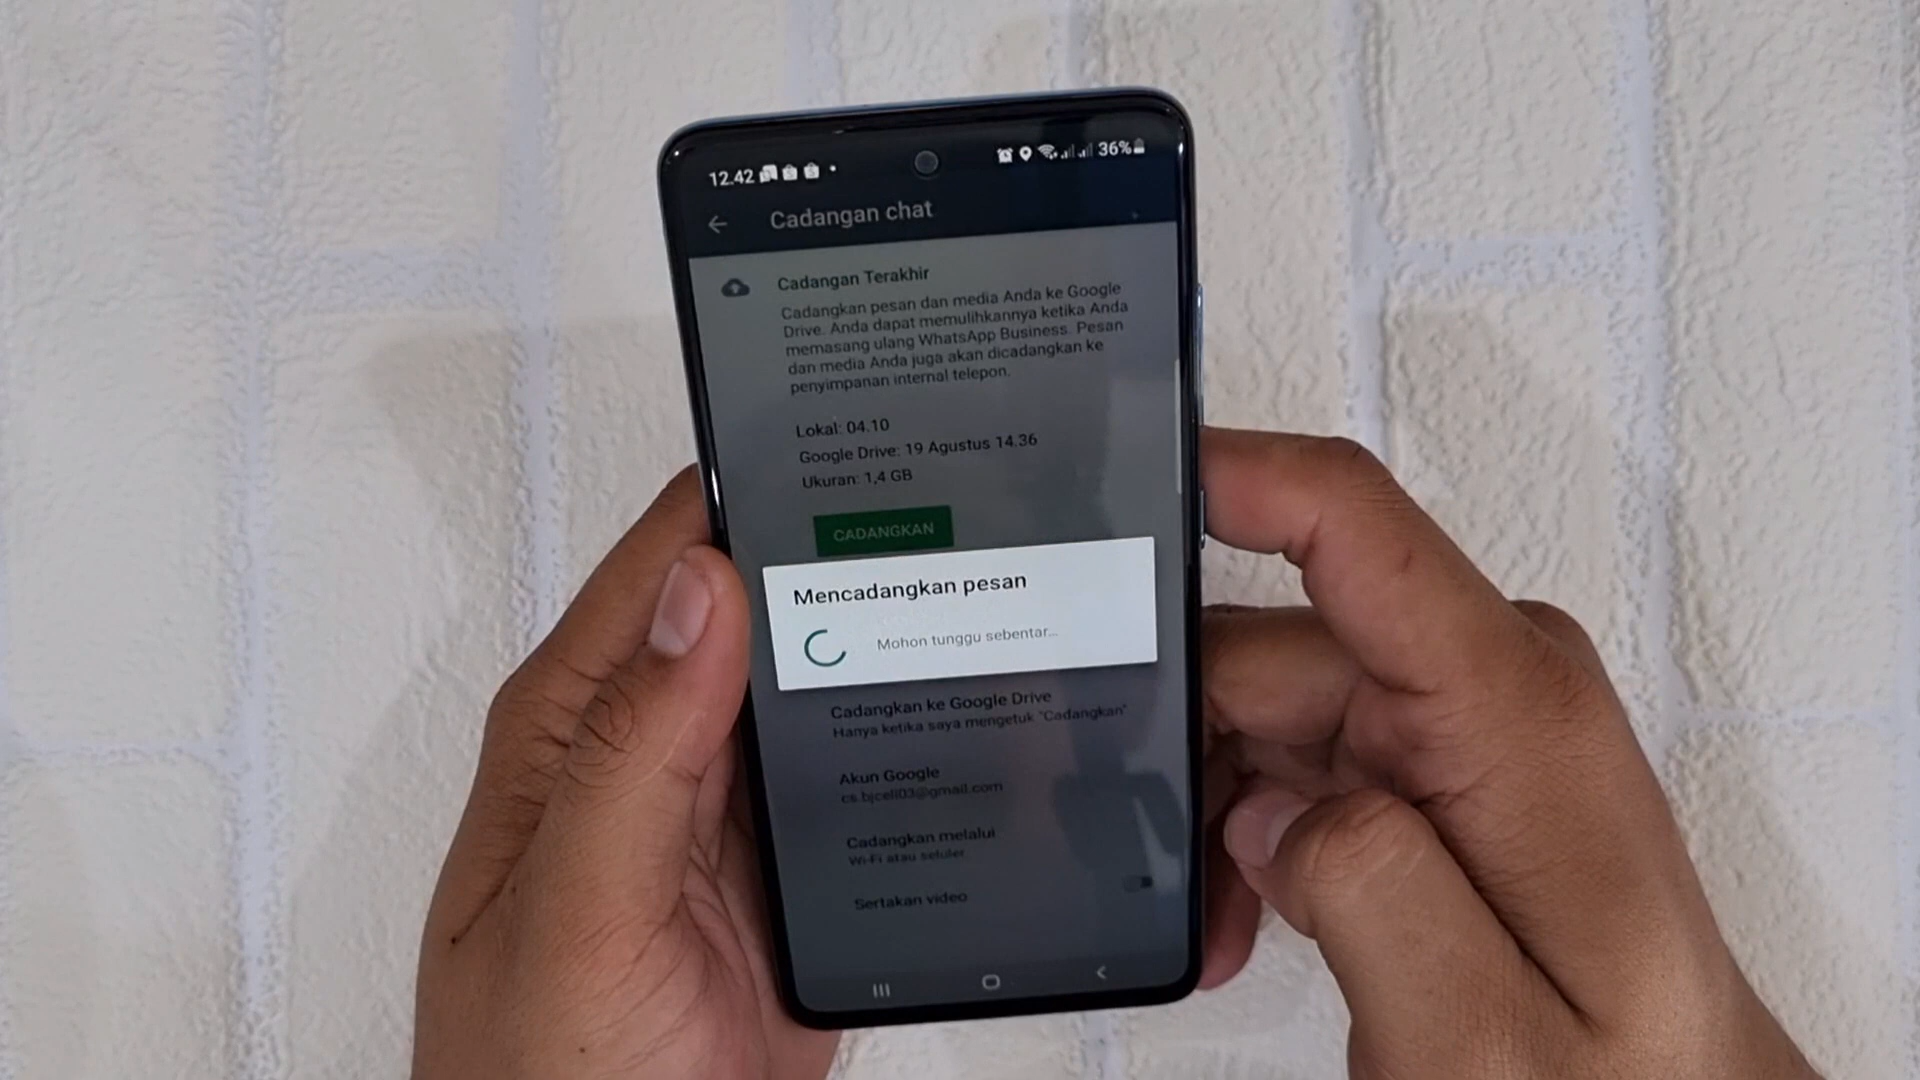 12.42
36%
Cadangan chat
Cadangan Terakhir
Cadangkan pesan dan media Anda ke Google
Drive. Anda dapat memulihkannya ketika Anda
memasang ulang WhatsApp Business. Pesan
dan media Anda juga akan dicadangkan ke
penyimpanan internal telepon.
Lokal: 04.10
Google Drive: 19 Agustus 14.36
Ukuran: 1,4 GB
CADANGKAN
Mencadangkan pesan
Mohon tunggu sebentar...
Cadangkan ke Google Drive
Hanya ketika saya mengetuk "Cadangkan"
Akun Google
cs.bjcell03@gmail.com
Cadangkan melalui
Wi-Fi atau seluler
Sertakan video